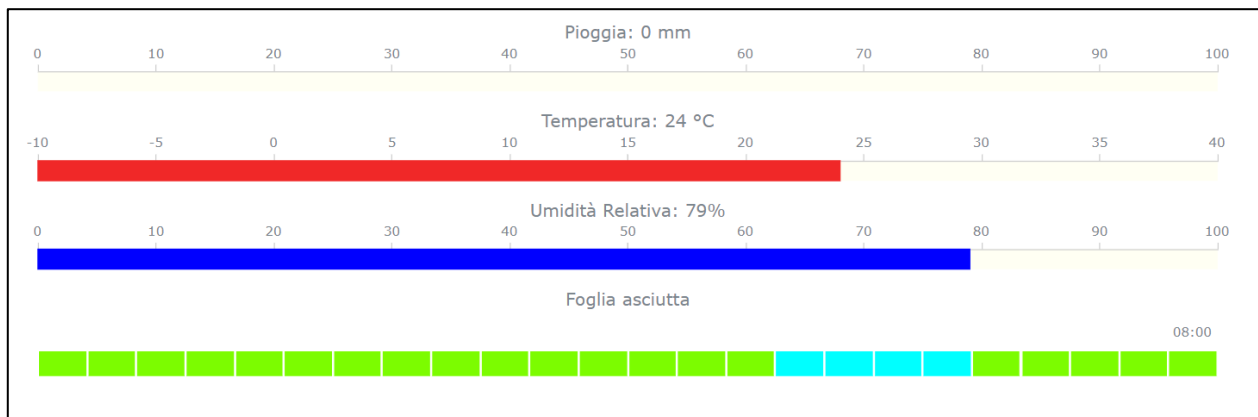 Pioggia: 0 mm
0 10 20 30 40 50 60 70 80 90 100
Temperatura: 24 °C
-10 -5 0 5 10 15 20 25 30 35 40
Umidità Relativa: 79%
0 10 20 30 40 50 60 70 80 90 100
Foglia asciutta
08:00